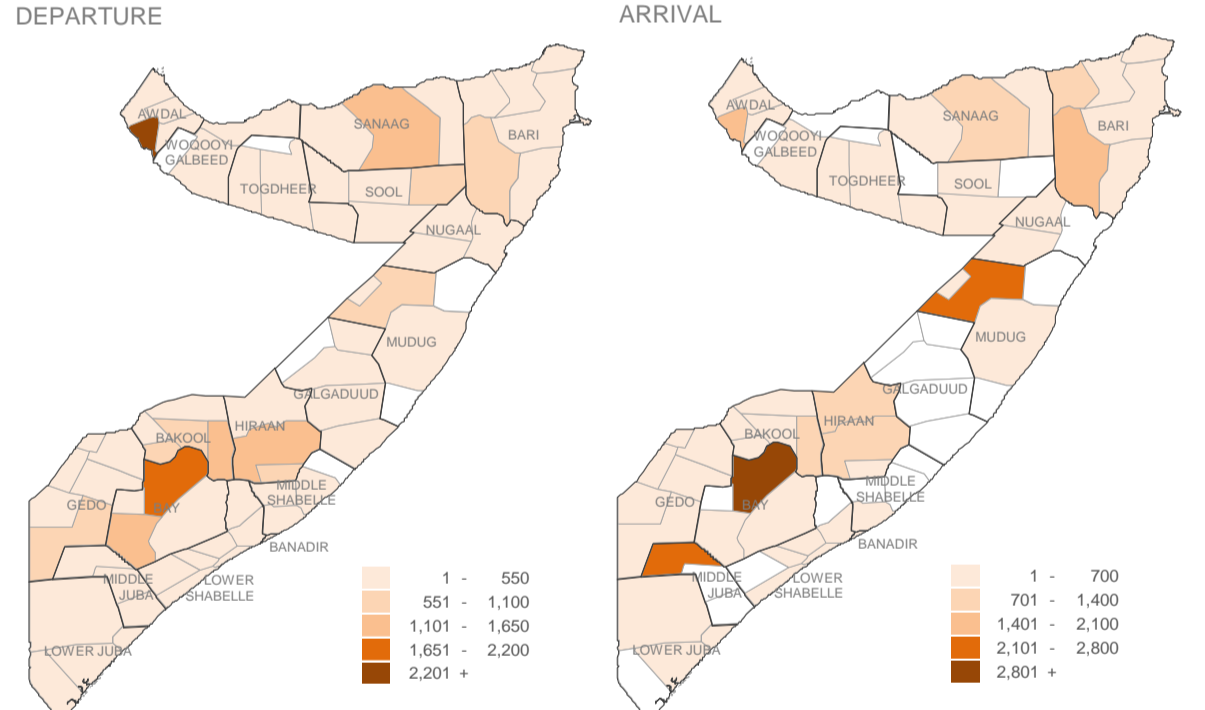 DEPARTURE
AWDAL
WOQOOYI
GALBEED
TOGDHEER
SANAAG
SOOL
BARI
NUGAAL
MUDUG
GALGADUUD
HIRAAN
BAKOOL
BAY
GEDO
MIDDLE
SHABELLE
BANADIR
MIDDLE
JUBA
LOWER
SHABELLE
LOWER JUBA
1 - 550
551 - 1,100
1,101 - 1,650
1,651 - 2,200
2,201 +
ARRIVAL
AWDAL
WOQOOYI
GALBEED
TOGDHEER
SANAAG
SOOL
BARI
NUGAAL
MUDUG
GALGADUUD
HIRAAN
BAKOOL
BAY
GEDO
MIDDLE
SHABELLE
BANADIR
MIDDLE
JUBA
LOWER
SHABELLE
LOWER JUBA
1 - 700
701 - 1,400
1,401 - 2,100
2,101 - 2,800
2,801 +